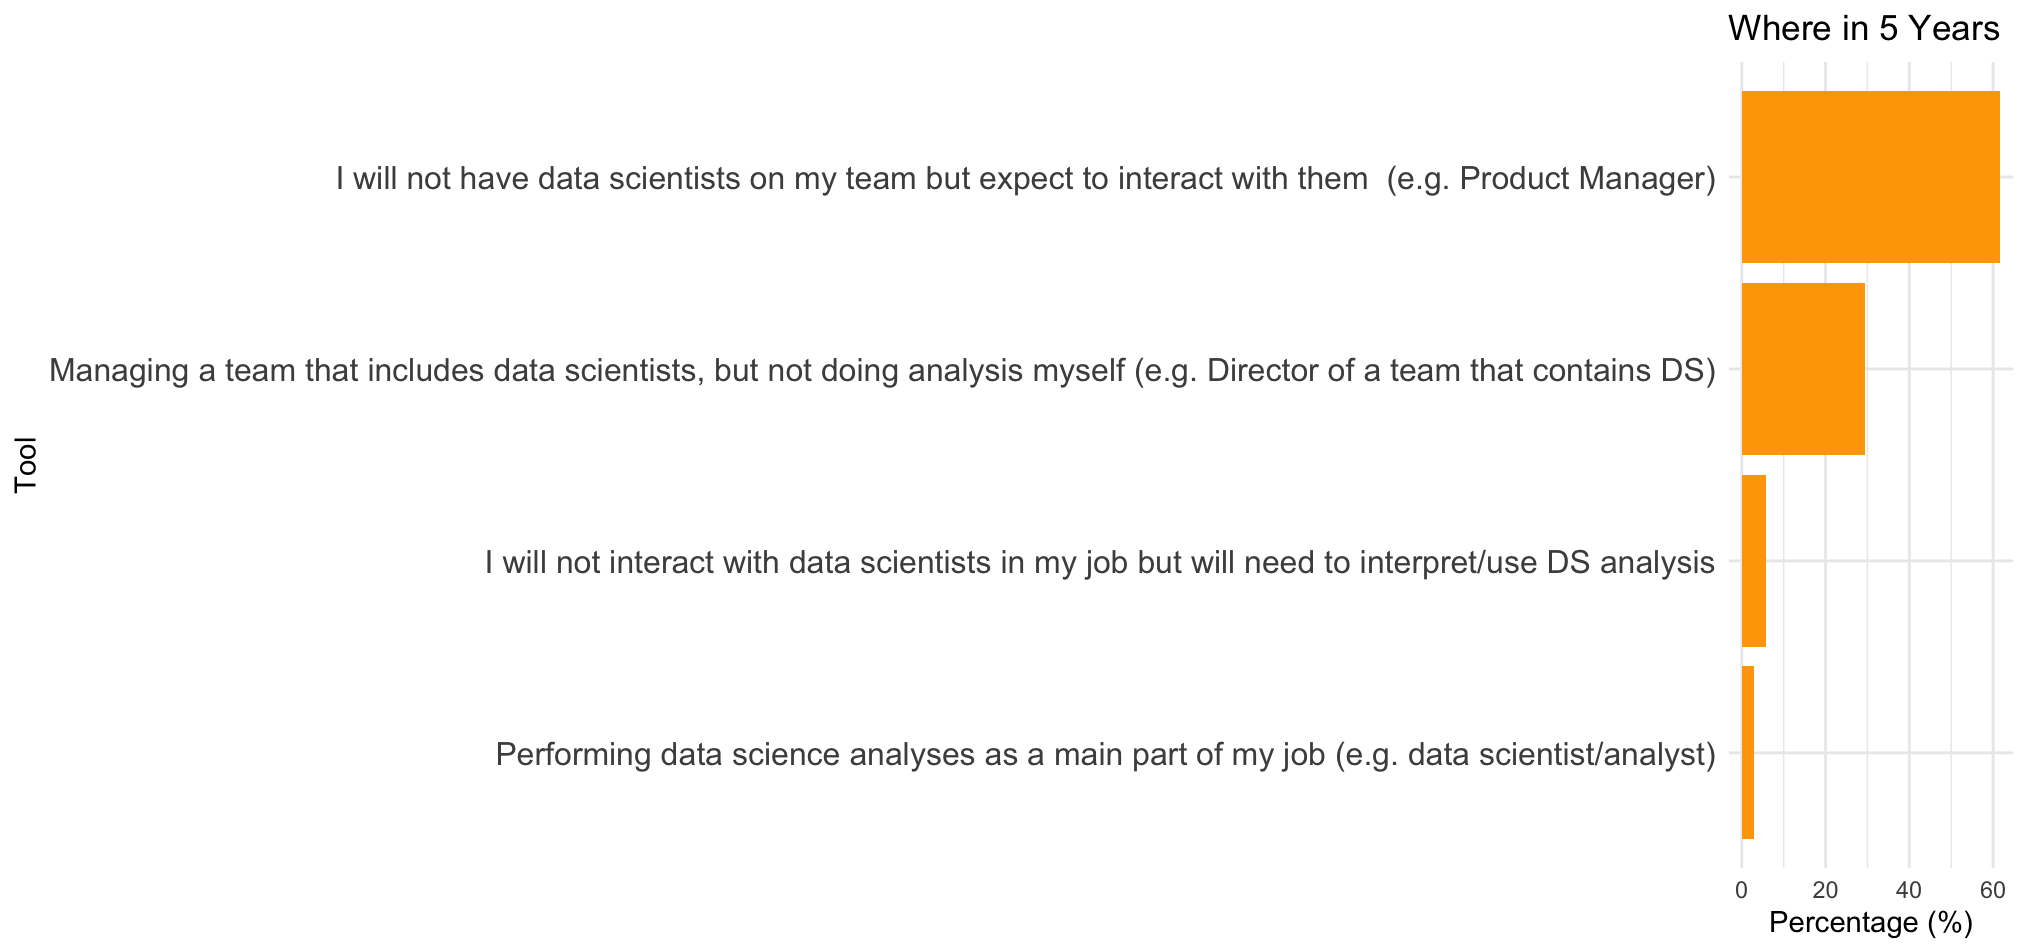 Where in 5 Years
I will not have data scientists on my team but expect to interact with them  (e.g. Product Manager)
Managing a team that includes data scientists, but not doing analysis myself (e.g. Director of a team that contains DS)
I will not interact with data scientists in my job but will need to interpret/use DS analysis
Performing data science analyses as a main part of my job (e.g. data scientist/analyst)
Tool
0 20 40 60
Percentage (%)